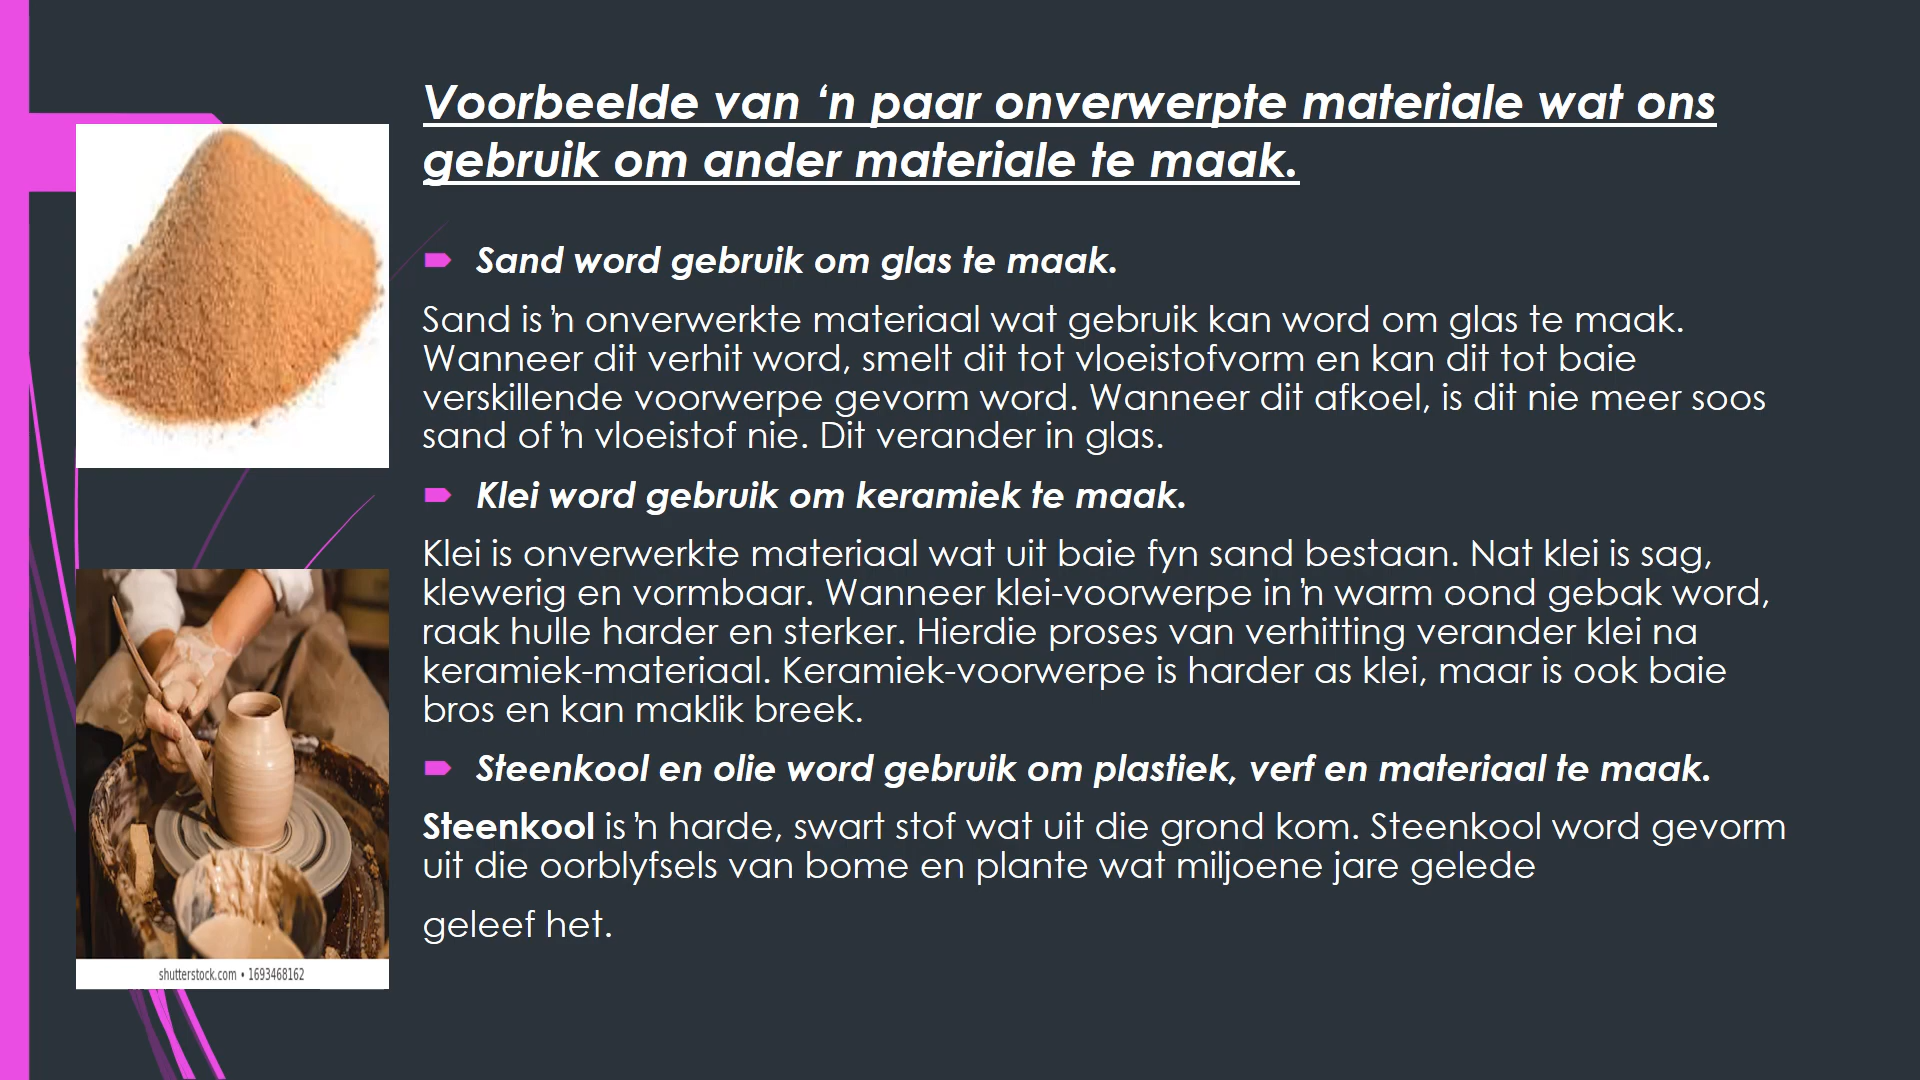 Voorbeelde van ‘n paar onverwerpte materiale wat ons
gebruik om ander materiale te maak.
Sand word gebruik om glas te maak.
Sand is ŉ onverwerkte materiaal wat gebruik kan word om glas te maak.
Wanneer dit verhit word, smelt dit tot vloeistofvorm en kan dit tot baie
verskillende voorwerpe gevorm word. Wanneer dit afkoel, is dit nie meer soos
sand of ŉ vloeistof nie. Dit verander in glas.
Klei word gebruik om keramiek te maak.
Klei is onverwerkte materiaal wat uit baie fyn sand bestaan. Nat klei is sag,
klewerig en vormbaar. Wanneer klei-voorwerpe in ŉ warm oond gebak word,
raak hulle harder en sterker. Hierdie proses van verhitting verander klei na
keramiek-materiaal. Keramiek-voorwerpe is harder as klei, maar is ook baie
bros en kan maklik breek.
Steenkool en olie word gebruik om plastiek, verf en materiaal te maak.
Steenkool is ŉ harde, swart stof wat uit die grond kom. Steenkool word gevorm
uit die oorblyfsels van bome en plante wat miljoene jare gelede
geleef het.
shutterstock.com • 1693468162